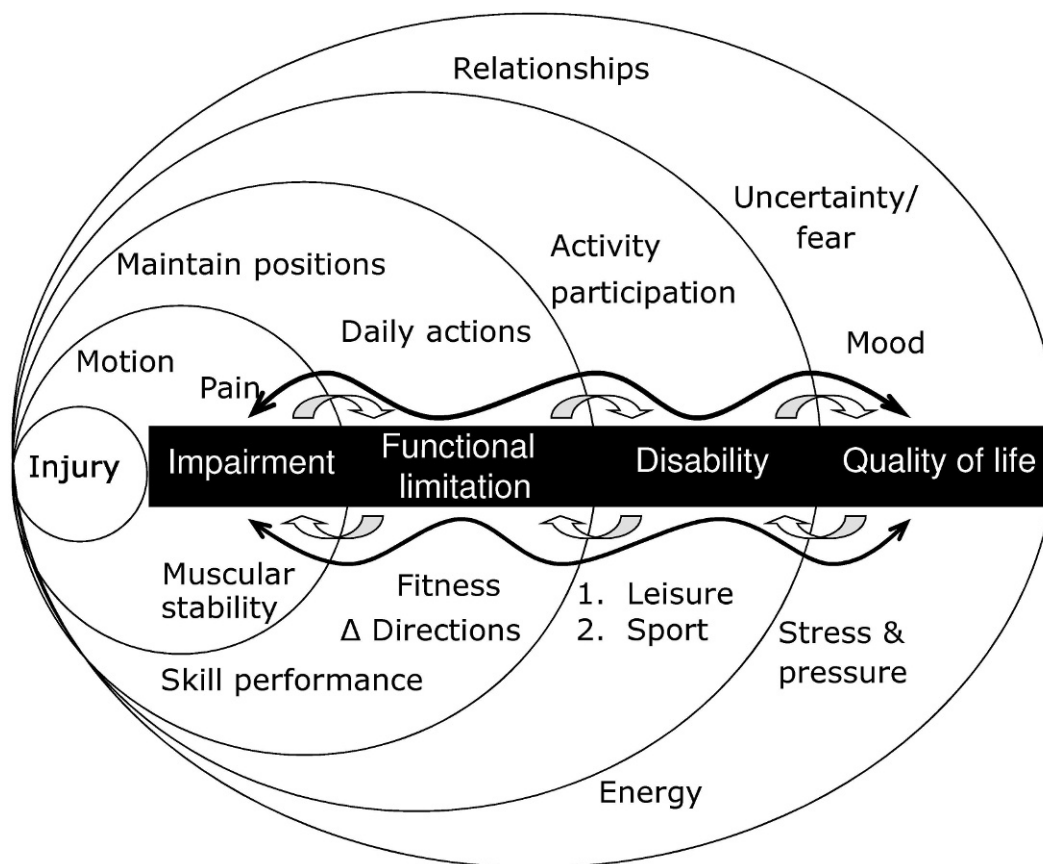 Relationships
Uncertainty/
fear
Activity
participation
Maintain positions
Daily actions
Mood
Motion
Pain
Injury
Impairment
Functional
limitation
Disability
Quality of life
Muscular
stability
Fitness
Δ Directions
1. Leisure
2. Sport
Stress &
pressure
Skill performance
Energy